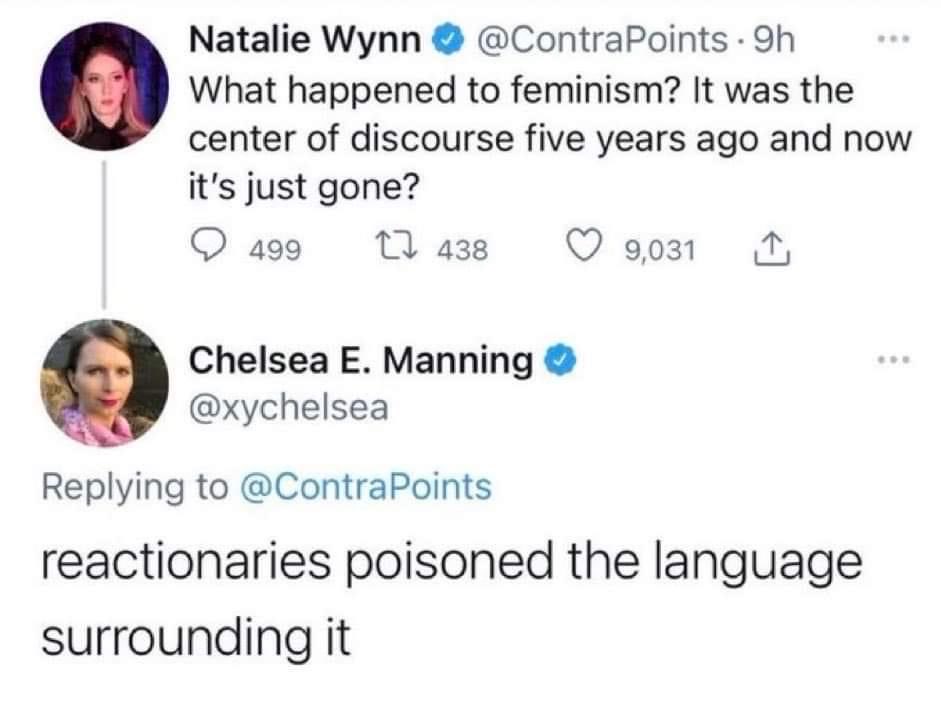 Natalie Wynn @ContraPoints · 9h
What happened to feminism? It was the
center of discourse five years ago and now
it's just gone?
499 438 9,031
Chelsea E. Manning
@xychelsea
Replying to @ContraPoints
reactionaries poisoned the language
surrounding it